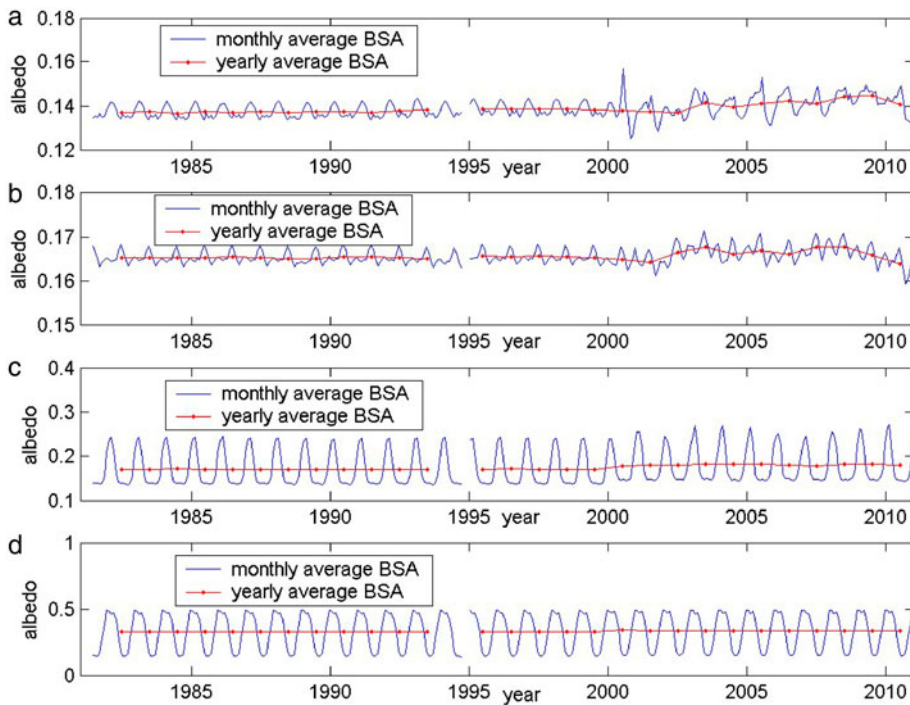 a
0.18
0.16
0.14
0.12
albedo
monthly average BSA
yearly average BSA
1985 1990 1995 year 2000 2005 2010
b
0.18
0.17
0.16
0.15
albedo
monthly average BSA
yearly average BSA
1985 1990 1995 year 2000 2005 2010
c
0.4
0.3
0.2
0.1
albedo
monthly average BSA
yearly average BSA
1985 1990 1995 year 2000 2005 2010
d
1
0.5
0
albedo
monthly average BSA
yearly average BSA
1985 1990 1995 year 2000 2005 2010